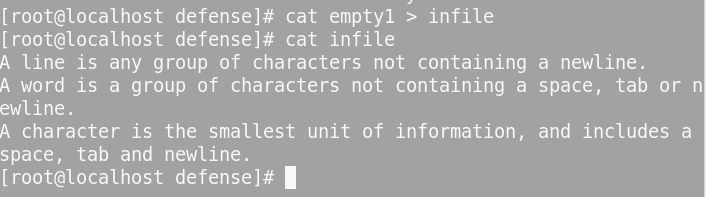 [root@localhost defense]# cat empty1 > infile
[root@localhost defense]# cat infile
A line is any group of characters not containing a newline.
A word is a group of characters not containing a space, tab or n
ewline.
A character is the smallest unit of information, and includes a
space, tab and newline.
[root@localhost defense]#